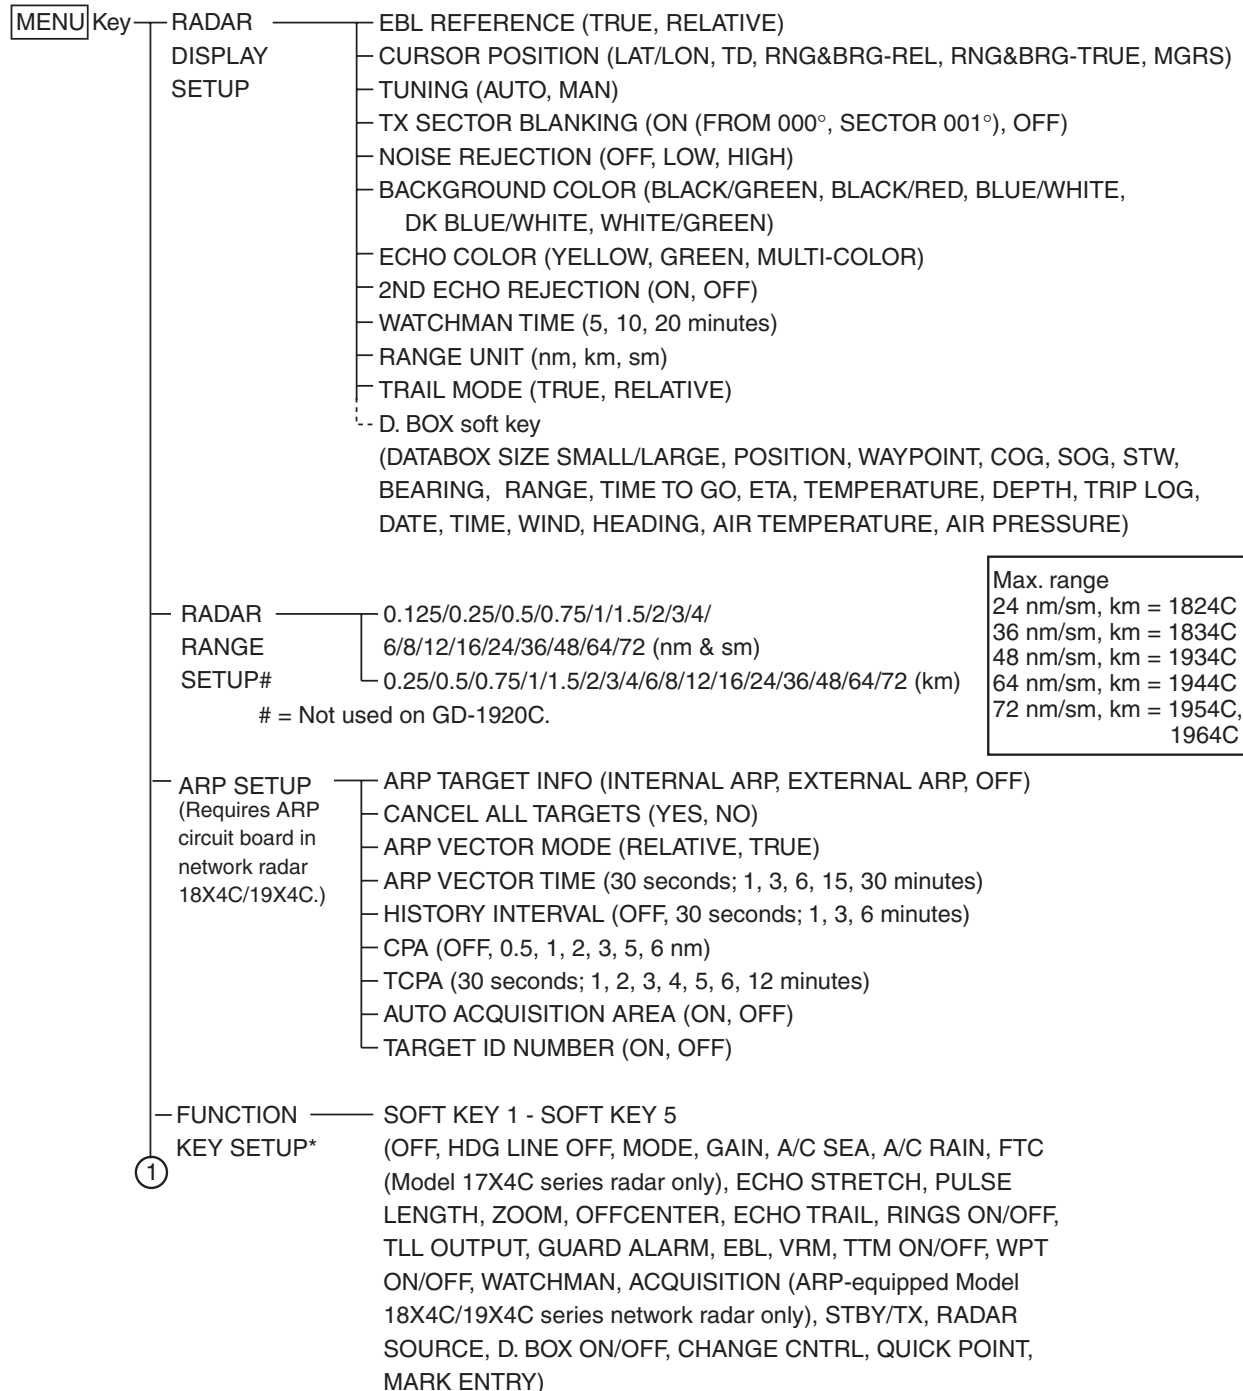 MENU Key
RADAR
DISPLAY
SETUP
EBL REFERENCE (TRUE, RELATIVE)
CURSOR POSITION (LAT/LON, TD, RNG&BRG-REL, RNG&BRG-TRUE, MGRS)
TUNING (AUTO, MAN)
TX SECTOR BLANKING (ON (FROM 000°, SECTOR 001°), OFF)
NOISE REJECTION (OFF, LOW, HIGH)
BACKGROUND COLOR (BLACK/GREEN, BLACK/RED, BLUE/WHITE,
DK BLUE/WHITE, WHITE/GREEN)
ECHO COLOR (YELLOW, GREEN, MULTI-COLOR)
2ND ECHO REJECTION (ON, OFF)
WATCHMAN TIME (5, 10, 20 minutes)
RANGE UNIT (nm, km, sm)
TRAIL MODE (TRUE, RELATIVE)
D. BOX soft key
(DATABOX SIZE SMALL/LARGE, POSITION, WAYPOINT, COG, SOG, STW,
BEARING, RANGE, TIME TO GO, ETA, TEMPERATURE, DEPTH, TRIP LOG,
DATE, TIME, WIND, HEADING, AIR TEMPERATURE, AIR PRESSURE)
RADAR
RANGE
SETUP#
0.125/0.25/0.5/0.75/1/1.5/2/3/4/
6/8/12/16/24/36/48/64/72 (nm & sm)
0.25/0.5/0.75/1/1.5/2/3/4/6/8/12/16/24/36/48/64/72 (km)
# = Not used on GD-1920C.
Max. range
24 nm/sm, km = 1824C
36 nm/sm, km = 1834C
48 nm/sm, km = 1934C
64 nm/sm, km = 1944C
72 nm/sm, km = 1954C,
1964C
ARP SETUP
(Requires ARP
circuit board in
network radar
18X4C/19X4C.)
ARP TARGET INFO (INTERNAL ARP, EXTERNAL ARP, OFF)
CANCEL ALL TARGETS (YES, NO)
ARP VECTOR MODE (RELATIVE, TRUE)
ARP VECTOR TIME (30 seconds; 1, 3, 6, 15, 30 minutes)
HISTORY INTERVAL (OFF, 30 seconds; 1, 3, 6 minutes)
CPA (OFF, 0.5, 1, 2, 3, 5, 6 nm)
TCPA (30 seconds; 1, 2, 3, 4, 5, 6, 12 minutes)
AUTO ACQUISITION AREA (ON, OFF)
TARGET ID NUMBER (ON, OFF)
FUNCTION
KEY SETUP*
SOFT KEY 1 - SOFT KEY 5
(OFF, HDG LINE OFF, MODE, GAIN, A/C SEA, A/C RAIN, FTC
(Model 17X4C series radar only), ECHO STRETCH, PULSE
LENGTH, ZOOM, OFFCENTER, ECHO TRAIL, RINGS ON/OFF,
TLL OUTPUT, GUARD ALARM, EBL, VRM, TTM ON/OFF, WPT
ON/OFF, WATCHMAN, ACQUISITION (ARP-equipped Model
18X4C/19X4C series network radar only), STBY/TX, RADAR
SOURCE, D. BOX ON/OFF, CHANGE CNTRL, QUICK POINT,
MARK ENTRY)
1